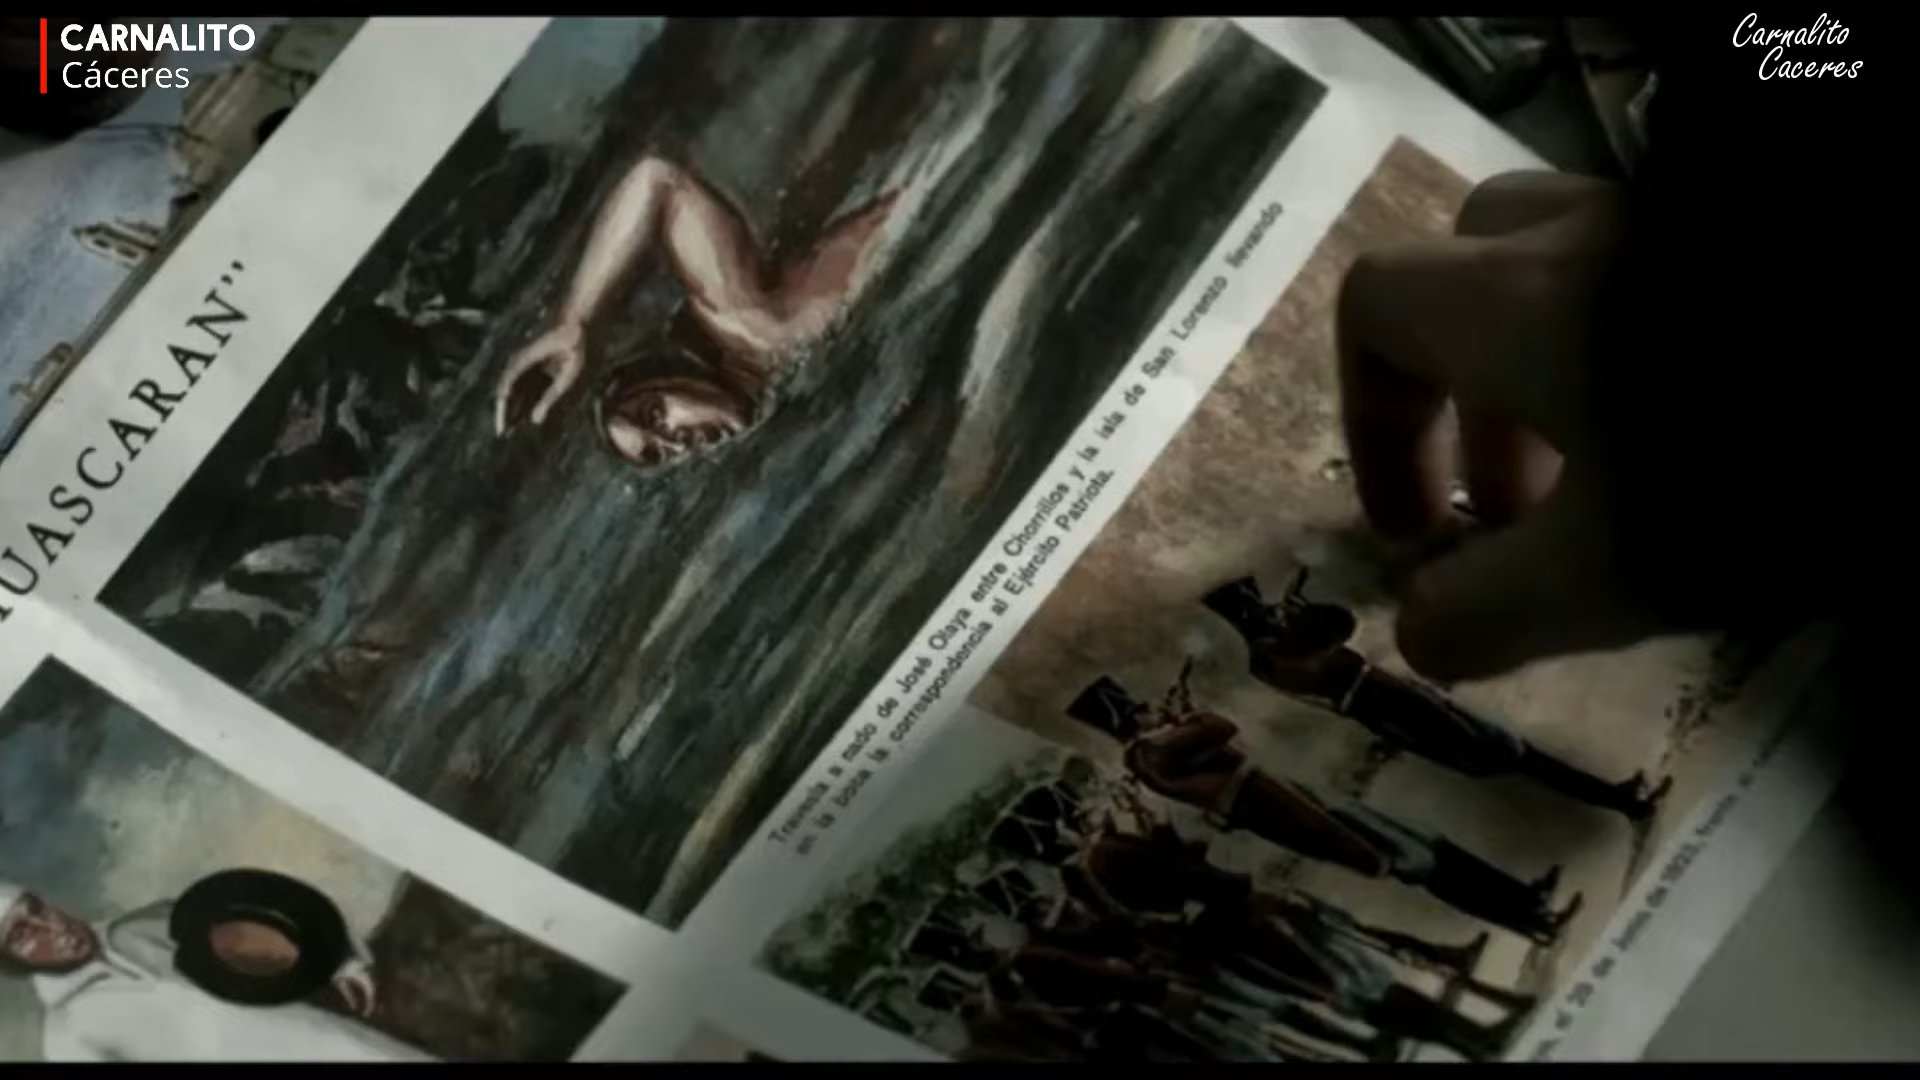 CARNALITO
Cáceres
Carnalito
Caceres
UASCARAN"
Travesía a nado de José Olaya entre Chorrillos y la isla de San Lorenzo llevando
en la boca la correspondencia al Ejército Patriota.
el 29 de Junio de 1823, frente